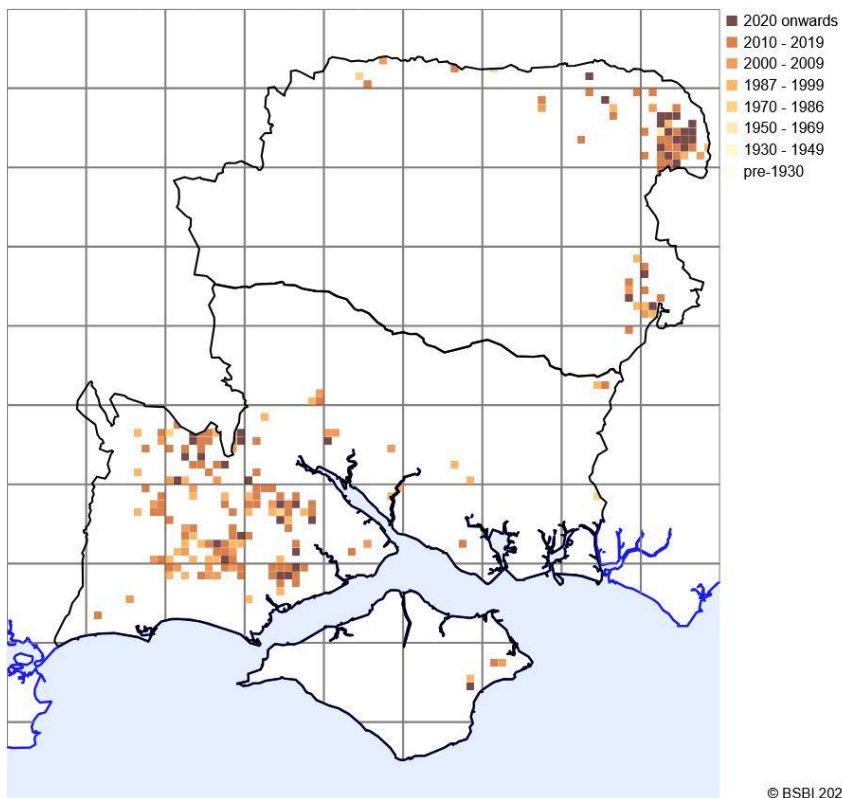 2020 onwards
2010 - 2019
2000 - 2009
1987 - 1999
1970 - 1986
1950 - 1969
1930 - 1949
pre-1930
© BSBI 202